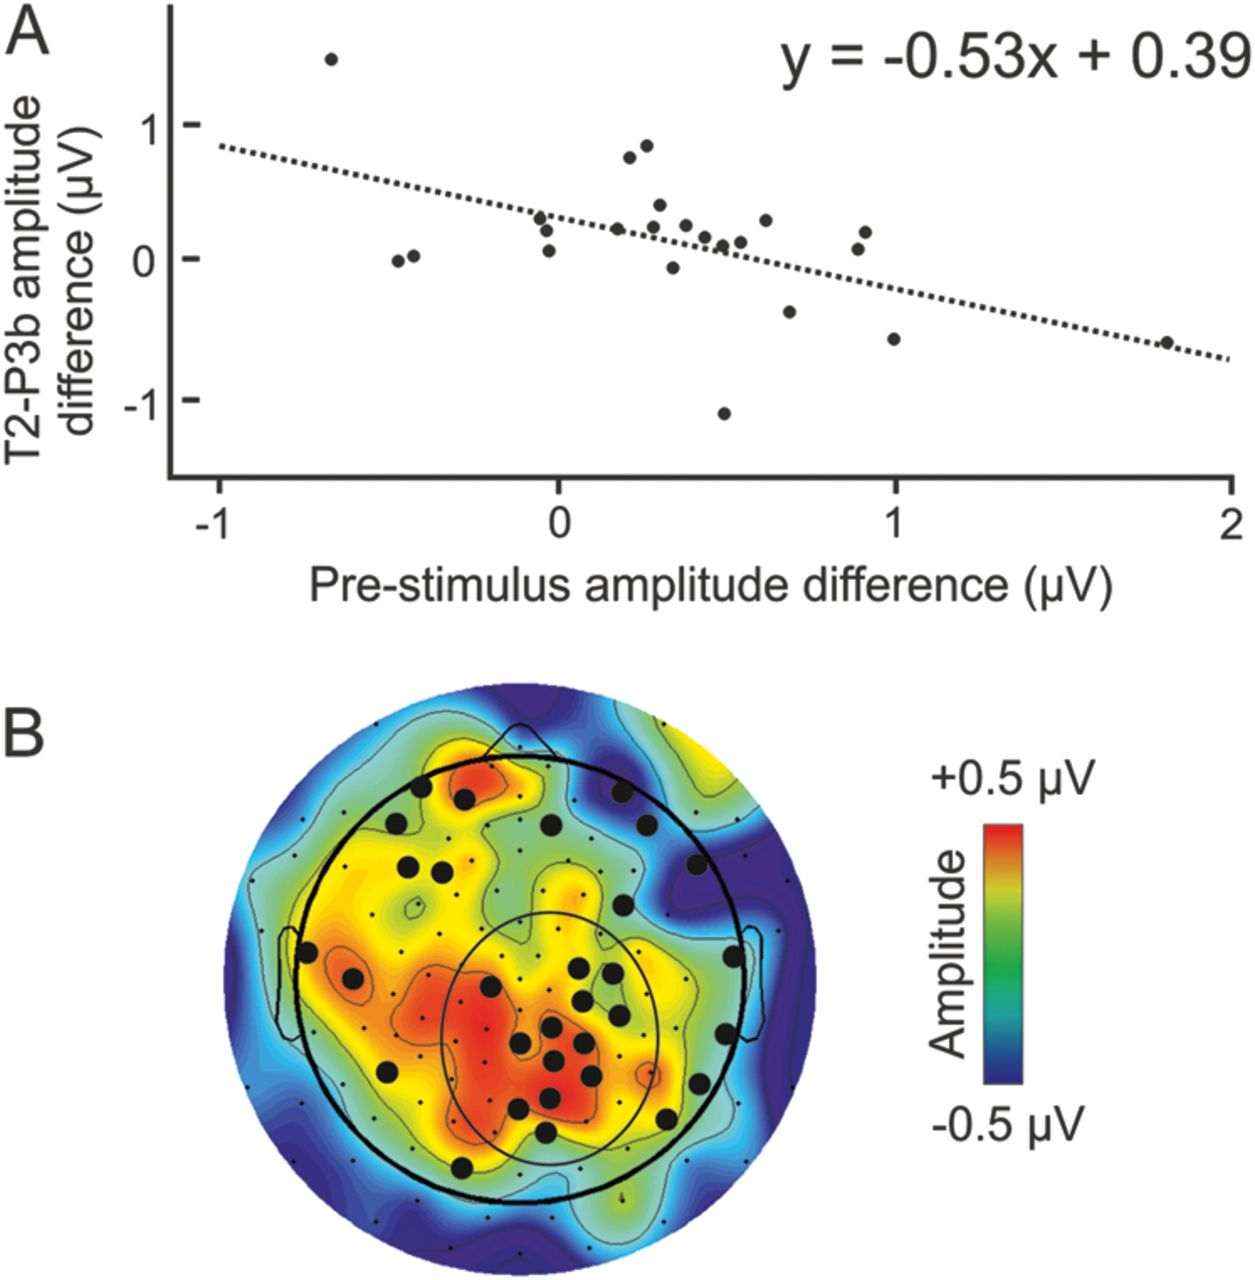 A
y = -0.53x + 0.39
T2-P3b amplitude
difference (µV)
1
0
-1
-1 0 1 2
Pre-stimulus amplitude difference (µV)
B
+0.5 µV
Amplitude
-0.5 µV